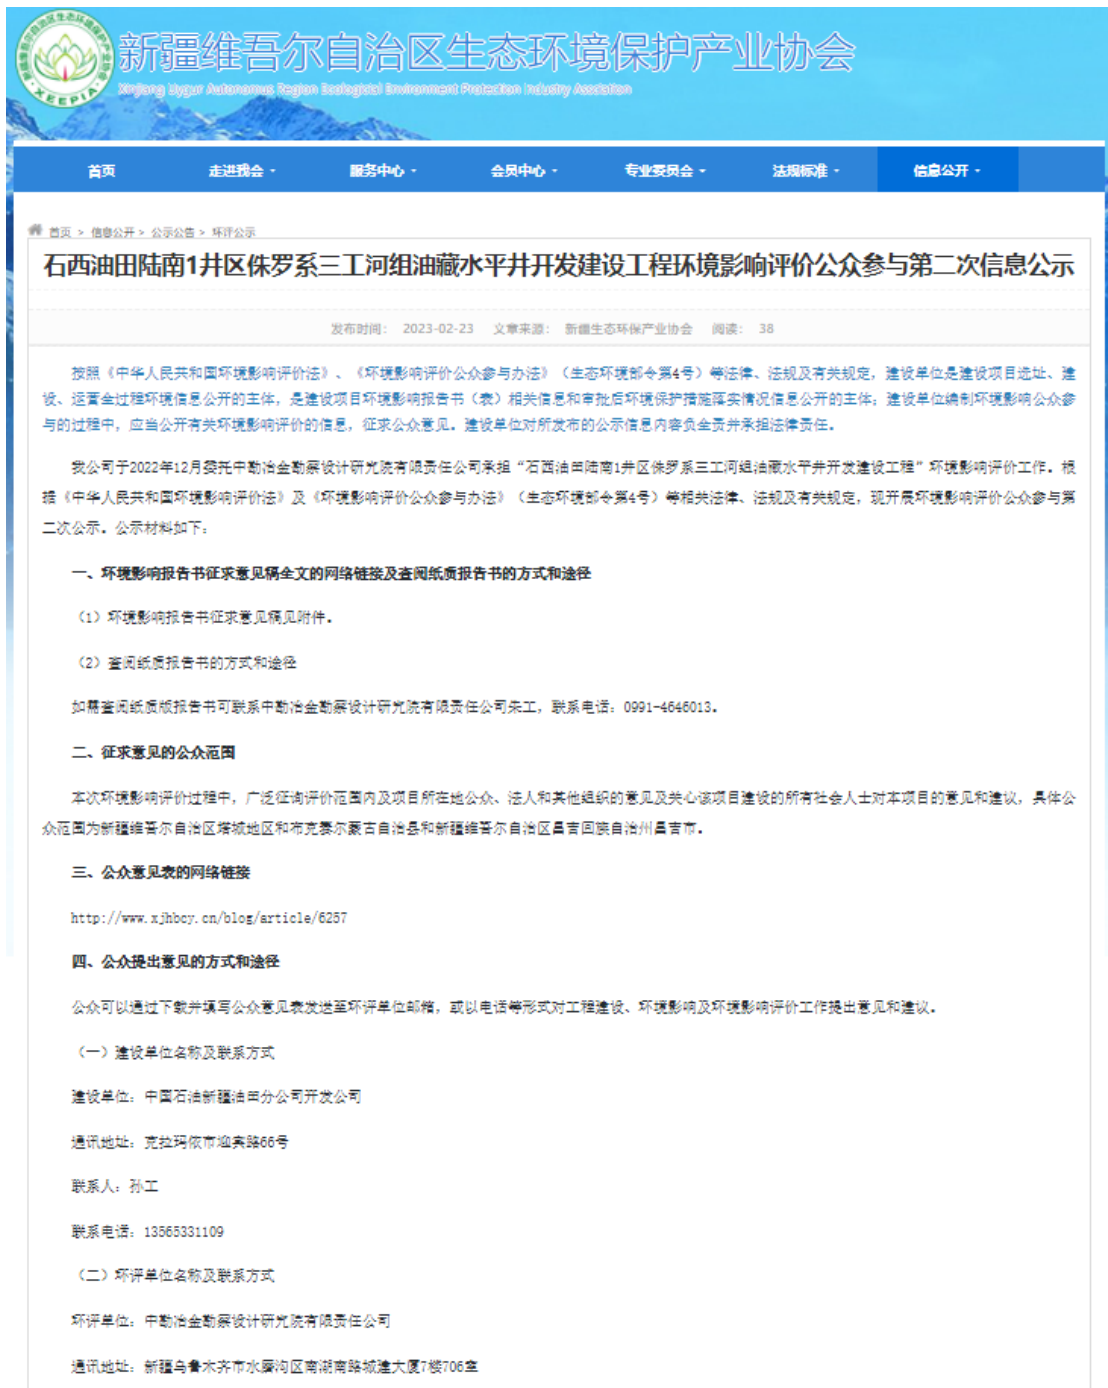 新疆维吾尔自治区生态环境保护产业协会
Xinjiang Uygur Autonomous Region Ecological Environment Protection Industry Association
XEEPIA
首页 走进我会 服务中心 会员中心 专业委员会 法规标准 信息公开
首页 > 信息公开 > 公示公告 > 环评公示
石西油田陆南1井区侏罗系三工河组油藏水平井开发建设工程环境影响评价公众参与第二次信息公示
发布时间： 2023-02-23 文章来源： 新疆生态环保产业协会 阅读： 38
按照《中华人民共和国环境影响评价法》、《环境影响评价公众参与办法》（生态环境部令第4号）等法律、法规及有关规定，建设单位是建设项目选址、建
设、运营全过程环境信息公开的主体，是建设项目环境影响报告书（表）相关信息和审批后环境保护措施落实情况信息公开的主体；建设单位编制环境影响公众参
与的过程中，应当公开有关环境影响评价的信息，征求公众意见。建设单位对所发布的公示信息内容负全责并承担法律责任。
我公司于2022年12月委托中勘冶金勘察设计研究院有限责任公司承担“石西油田陆南1井区侏罗系三工河组油藏水平井开发建设工程”环境影响评价工作。根
据《中华人民共和国环境影响评价法》及《环境影响评价公众参与办法》（生态环境部令第4号）等相关法律、法规及有关规定，现开展环境影响评价公众参与第
二次公示。公示材料如下：
一、环境影响报告书征求意见稿全文的网络链接及查阅纸质报告书的方式和途径
（1）环境影响报告书征求意见稿见附件。
（2）查阅纸质报告书的方式和途径
如需查阅纸质版报告书可联系中勘冶金勘察设计研究院有限责任公司朱工，联系电话：0991-4646013。
二、征求意见的公众范围
本次环境影响评价过程中，广泛征询评价范围内及项目所在地公众、法人和其他组织的意见及关心该项目建设的所有社会人士对本项目的意见和建议，具体公
众范围为新疆维吾尔自治区塔城地区和布克赛尔蒙古自治县和新疆维吾尔自治区昌吉回族自治州昌吉市。
三、公众意见表的网络链接
http://www.xjhbcy.cn/blog/article/6257
四、公众提出意见的方式和途径
公众可以通过下载并填写公众意见表发送至环评单位邮箱，或以电话等形式对工程建设、环境影响及环境影响评价工作提出意见和建议。
（一）建设单位名称及联系方式
建设单位：中国石油新疆油田分公司开发公司
通讯地址：克拉玛依市迎宾路66号
联系人：孙工
联系电话：13565331109
（二）环评单位名称及联系方式
环评单位：中勘冶金勘察设计研究院有限责任公司
通讯地址：新疆乌鲁木齐市水磨沟区南湖南路城建大厦7楼706室